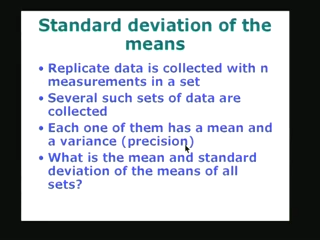 Standard deviation of the
means
• Replicate data is collected with n
measurements in a set
• Several such sets of data are
collected
• Each one of them has a mean and
a variance (precision)
• What is the mean and standard
deviation of the means of all
sets?